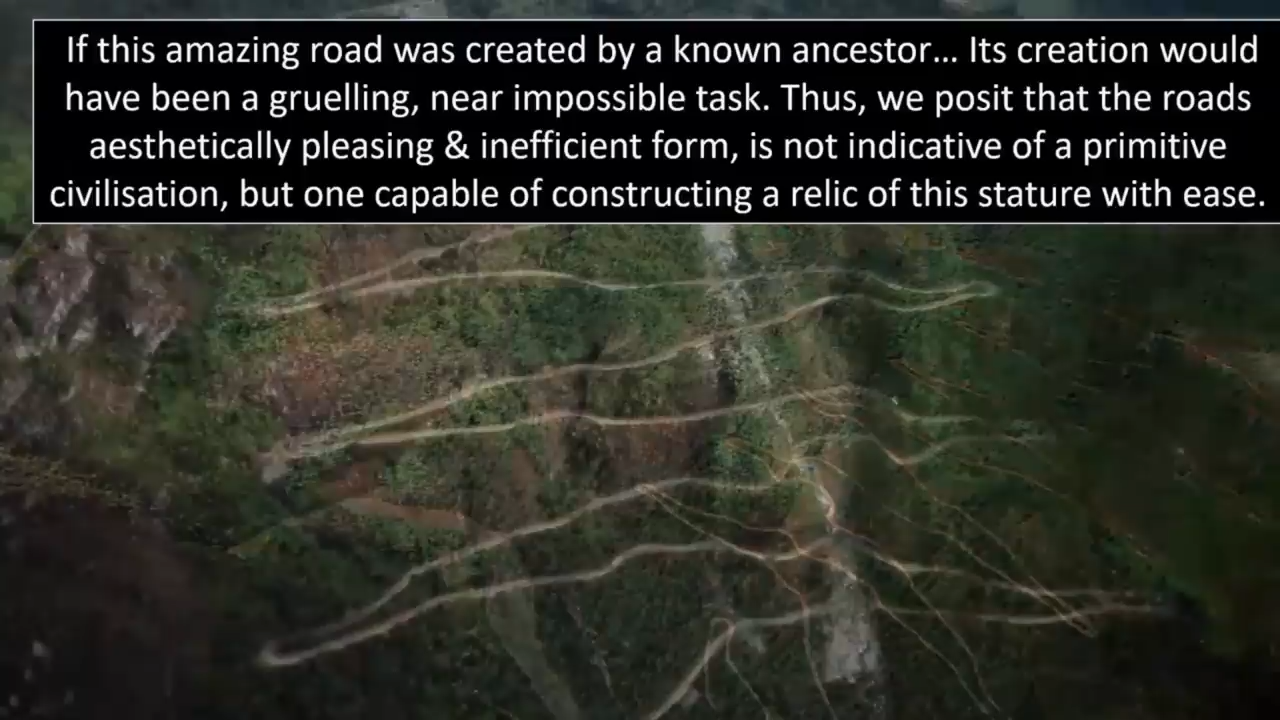 If this amazing road was created by a known ancestor... Its creation would
have been a gruelling, near impossible task. Thus, we posit that the roads
aesthetically pleasing & inefficient form, is not indicative of a primitive
civilisation, but one capable of constructing a relic of this stature with ease.